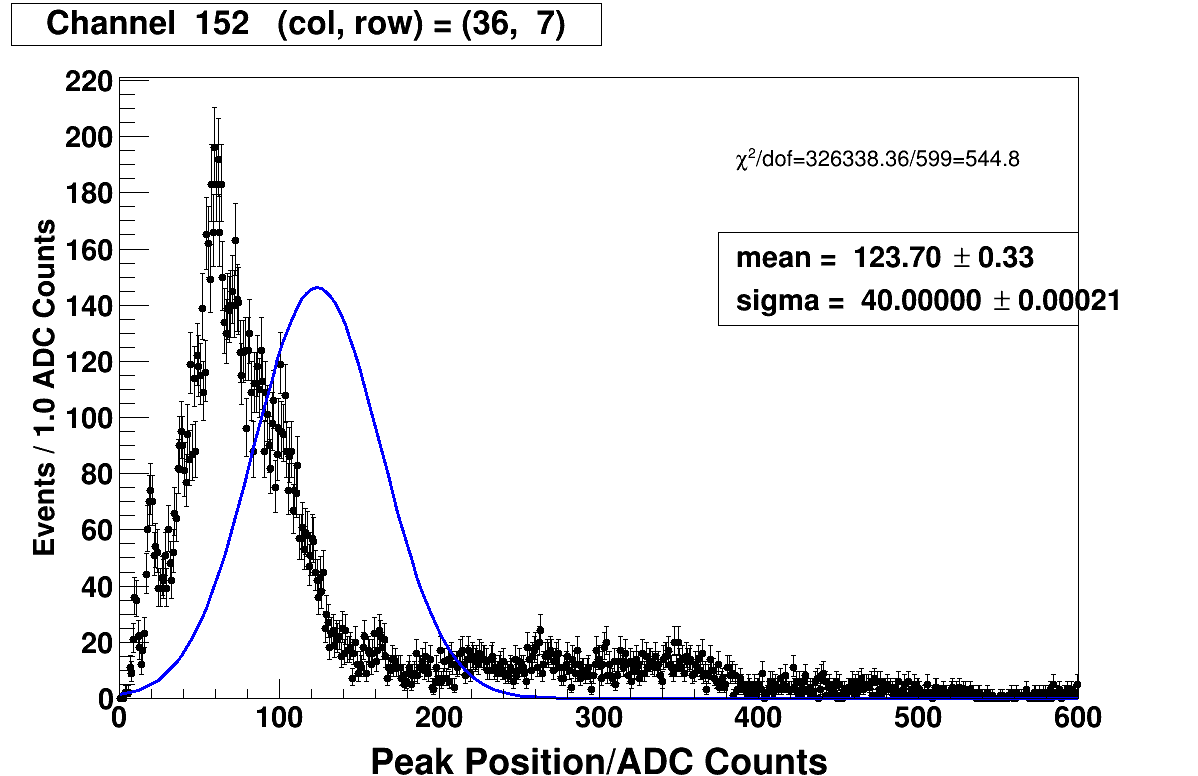 Channel 152 (col, row) = (36, 7)
220
200
180
160
140
120
100
80
60
40
20
0
Events / 1.0 ADC Counts
χ²/dof=326338.36/599=544.8
mean = 123.70 ± 0.33
sigma = 40.00000 ± 0.00021
0 100 200 300 400 500 600
Peak Position/ADC Counts